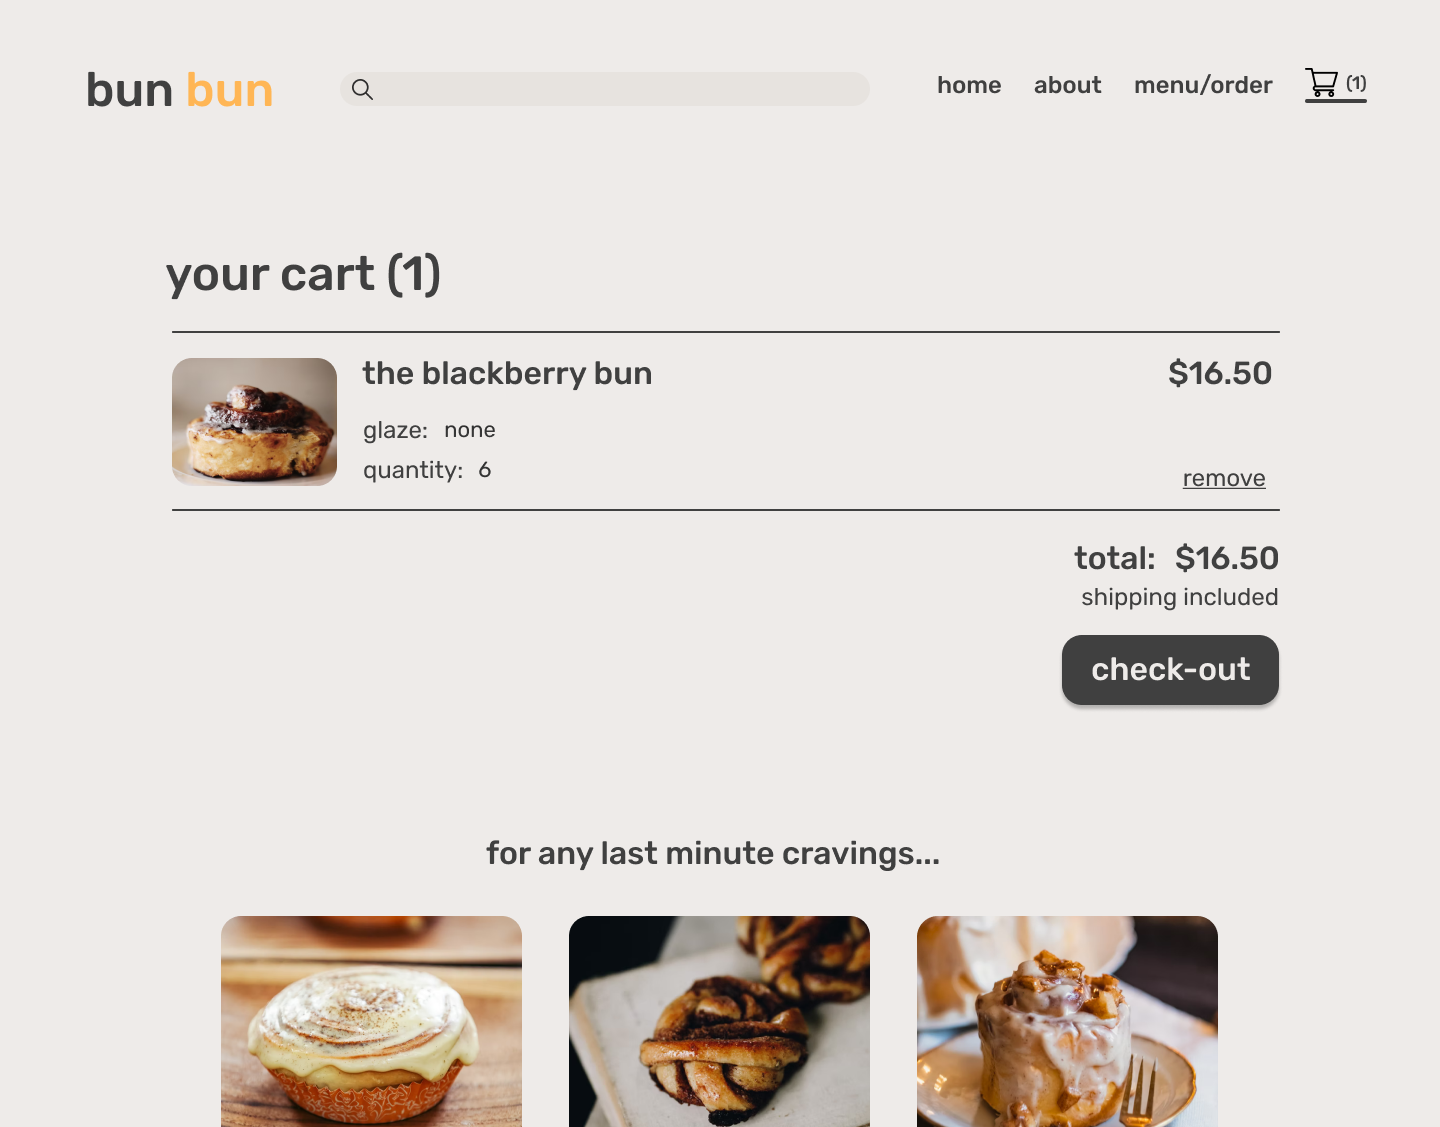 bun bun
home about menu/order (1)
your cart (1)
the blackberry bun $16.50
glaze: none
quantity: 6
remove
total: $16.50
shipping included
check-out
for any last minute cravings...